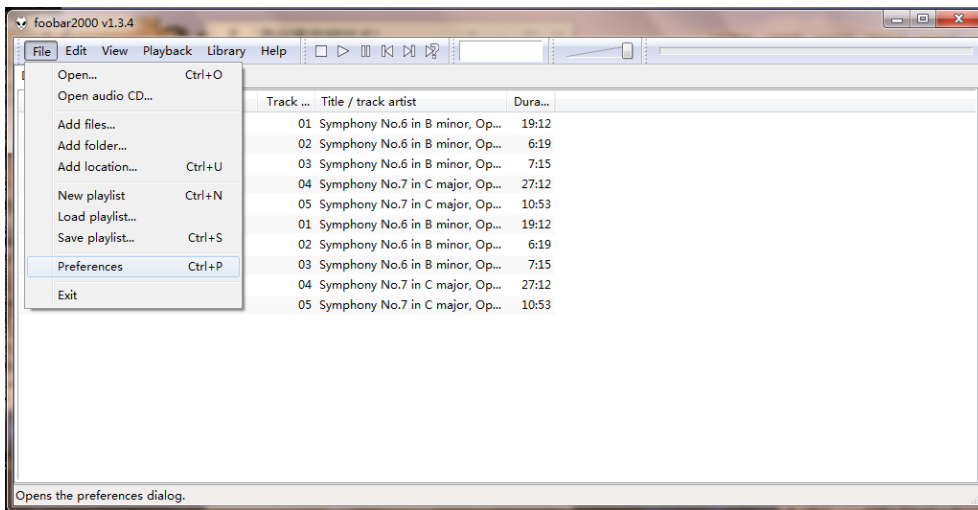 foobar2000 v1.3.4
File Edit View Playback Library Help
Open... Ctrl+O
Open audio CD...
Add files...
Add folder...
Add location... Ctrl+U
New playlist Ctrl+N
Load playlist...
Save playlist... Ctrl+S
Preferences Ctrl+P
Exit
Track ... Title / track artist Dura...
01 Symphony No.6 in B minor, Op... 19:12
02 Symphony No.6 in B minor, Op... 6:19
03 Symphony No.6 in B minor, Op... 7:15
04 Symphony No.7 in C major, Op... 27:12
05 Symphony No.7 in C major, Op... 10:53
01 Symphony No.6 in B minor, Op... 19:12
02 Symphony No.6 in B minor, Op... 6:19
03 Symphony No.6 in B minor, Op... 7:15
04 Symphony No.7 in C major, Op... 27:12
05 Symphony No.7 in C major, Op... 10:53
Opens the preferences dialog.